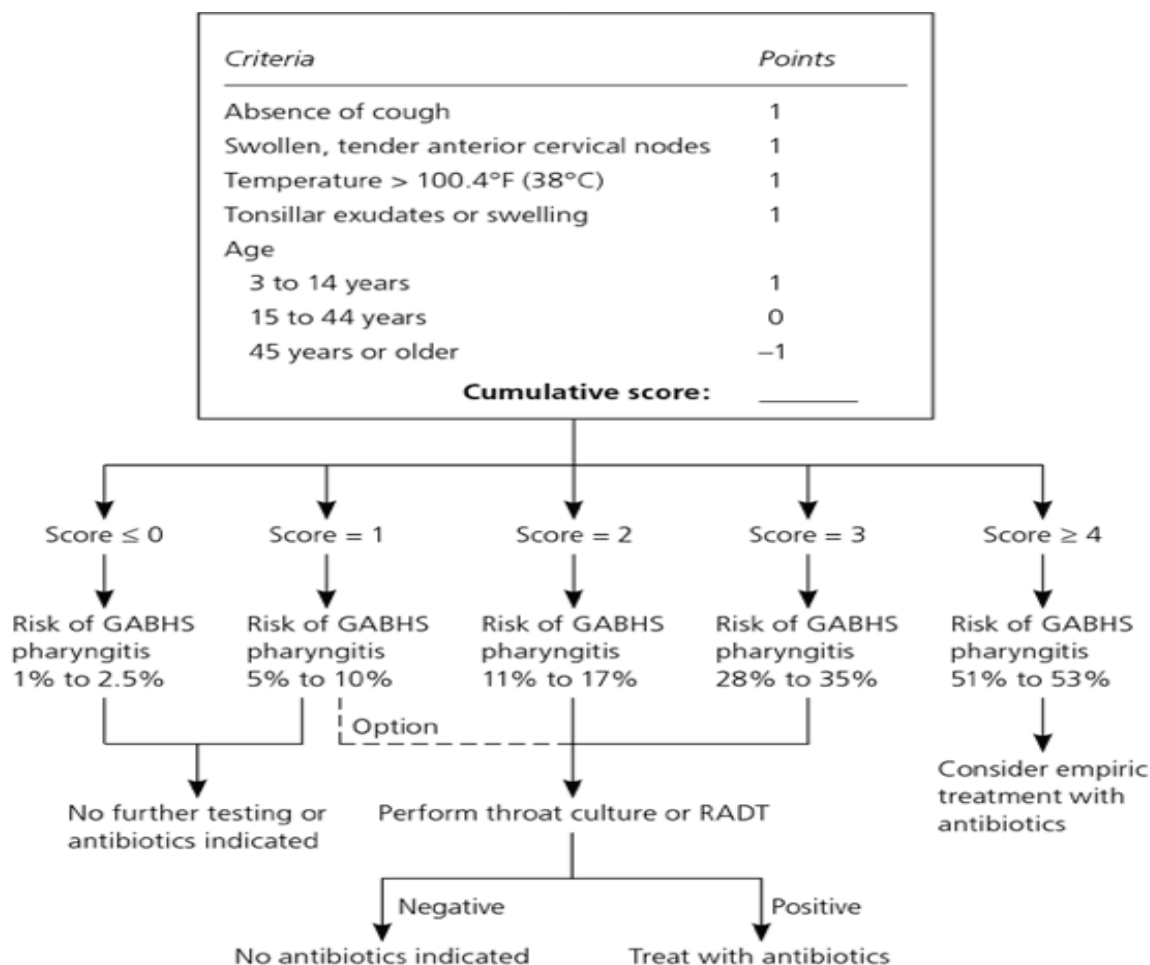 Criteria Points
Absence of cough 1
Swollen, tender anterior cervical nodes 1
Temperature > 100.4°F (38°C) 1
Tonsillar exudates or swelling 1
Age
3 to 14 years 1
15 to 44 years 0
45 years or older –1
Cumulative score: ________
Score ≤ 0 Score = 1 Score = 2 Score = 3 Score ≥ 4
Risk of GABHS Risk of GABHS Risk of GABHS Risk of GABHS Risk of GABHS
pharyngitis pharyngitis pharyngitis pharyngitis pharyngitis
1% to 2.5% 5% to 10% 11% to 17% 28% to 35% 51% to 53%
Option
Consider empiric
treatment with
antibiotics
No further testing or
antibiotics indicated
Perform throat culture or RADT
Negative Positive
No antibiotics indicated Treat with antibiotics